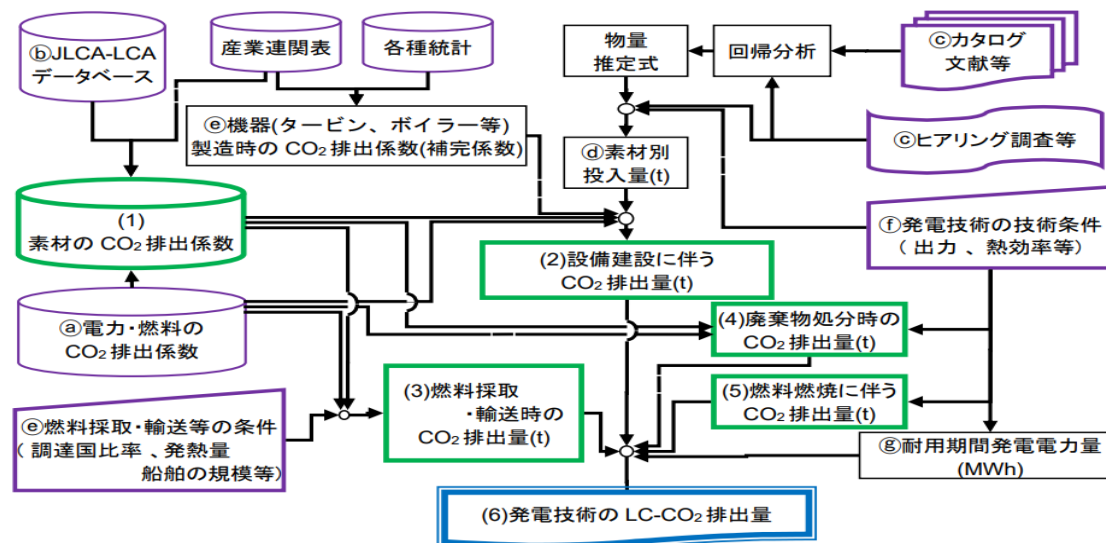 ⓑJLCA-LCA
データベース
産業連関表
各種統計
物量
推定式
回帰分析
ⓒカタログ
文献等
ⓔ機器(タービン、ボイラー等)
製造時の CO₂ 排出係数(補完係数)
ⓓ素材別
投入量(t)
ⓒヒアリング調査等
(1)
素材の CO₂ 排出係数
ⓕ発電技術の技術条件
( 出力 、熱効率等)
(2)設備建設に伴う
CO₂ 排出量(t)
ⓐ電力・燃料の
CO₂ 排出係数
(4)廃棄物処分時の
CO₂ 排出量(t)
(3)燃料採取
・輸送時の
CO₂ 排出量(t)
(5)燃料燃焼に伴う
CO₂ 排出量(t)
ⓔ燃料採取・輸送等の条件
( 調達国比率 、発熱量
船舶の規模等)
ⓖ耐用期間発電電力量
(MWh)
(6)発電技術の LC-CO₂ 排出量